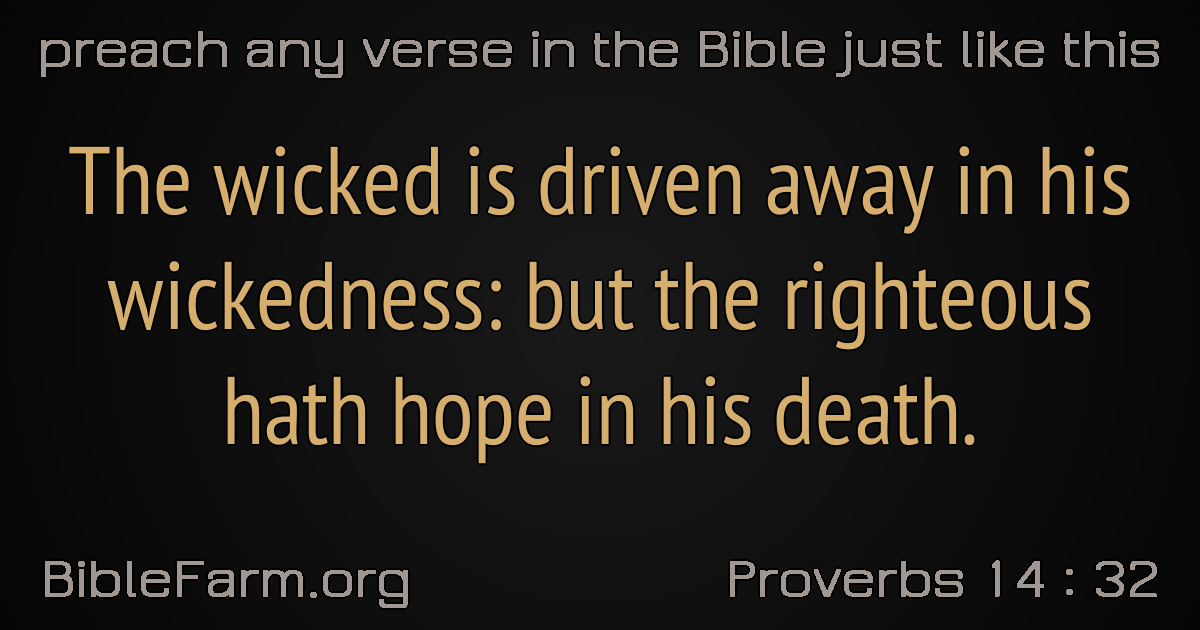 preach any verse in the Bible just like this
The wicked is driven away in his
wickedness: but the righteous
hath hope in his death.
BibleFarm.org
Proverbs 14 : 32